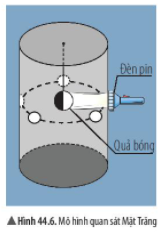 Đèn pin
Quả bóng
▲ Hình 44.6. Mô hình quan sát Mặt Trăng